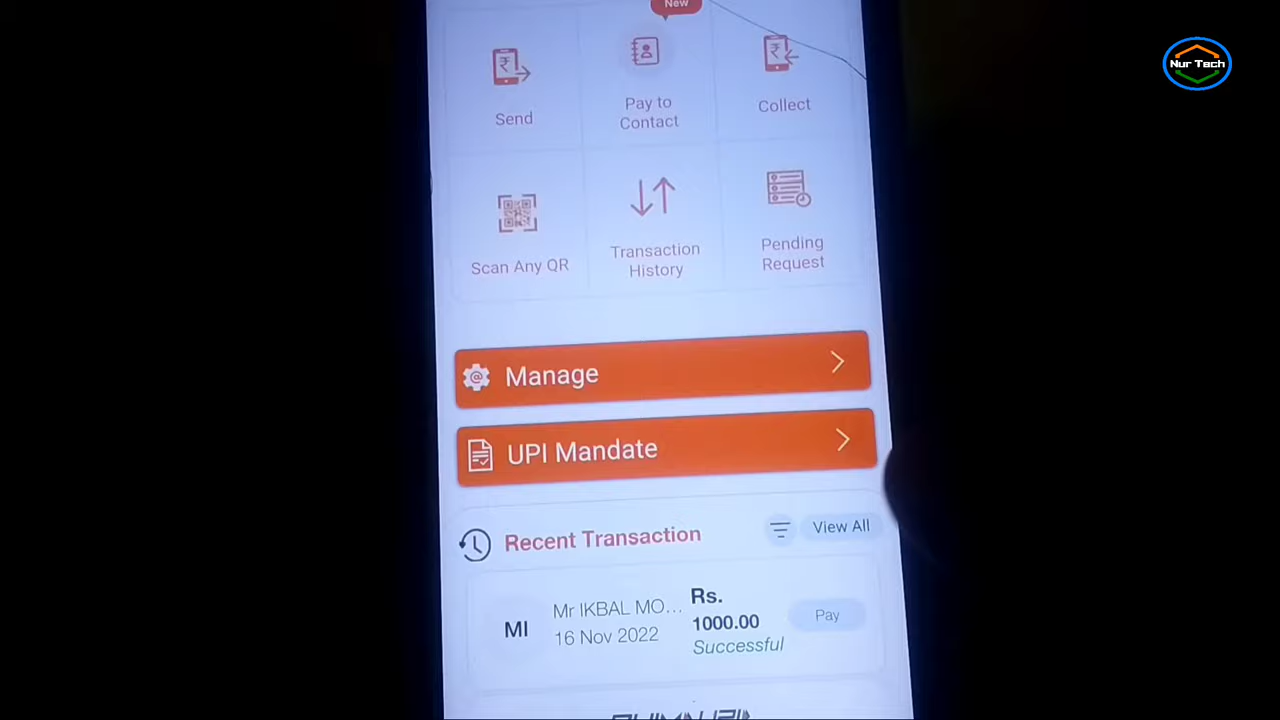 New
Nur Tech
Send
Pay to
Contact
Collect
Scan Any QR
Transaction
History
Pending
Request
Manage
UPI Mandate
Recent Transaction
View All
MI
Mr IKBAL MO...
16 Nov 2022
Rs.
1000.00
Successful
Pay